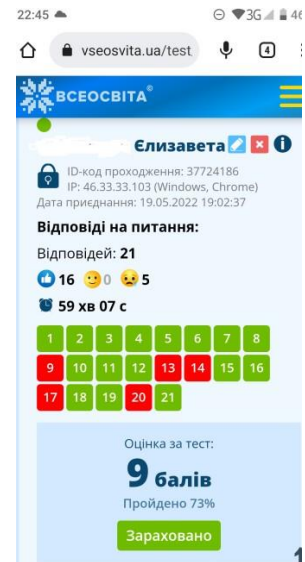 22:45 3G 46
vseosvita.ua/test 4
ВСЕОСВІТА®
Єлизавета
ID-код проходження: 37724186
IP: 46.33.33.103 (Windows, Chrome)
Дата приєднання: 19.05.2022 19:02:37
Відповіді на питання:
Відповідей: 21
16 0 5
59 хв 07 с
1 2 3 4 5 6 7 8
9 10 11 12 13 14 15 16
17 18 19 20 21
Оцінка за тест:
9 балів
Пройдено 73%
Зараховано